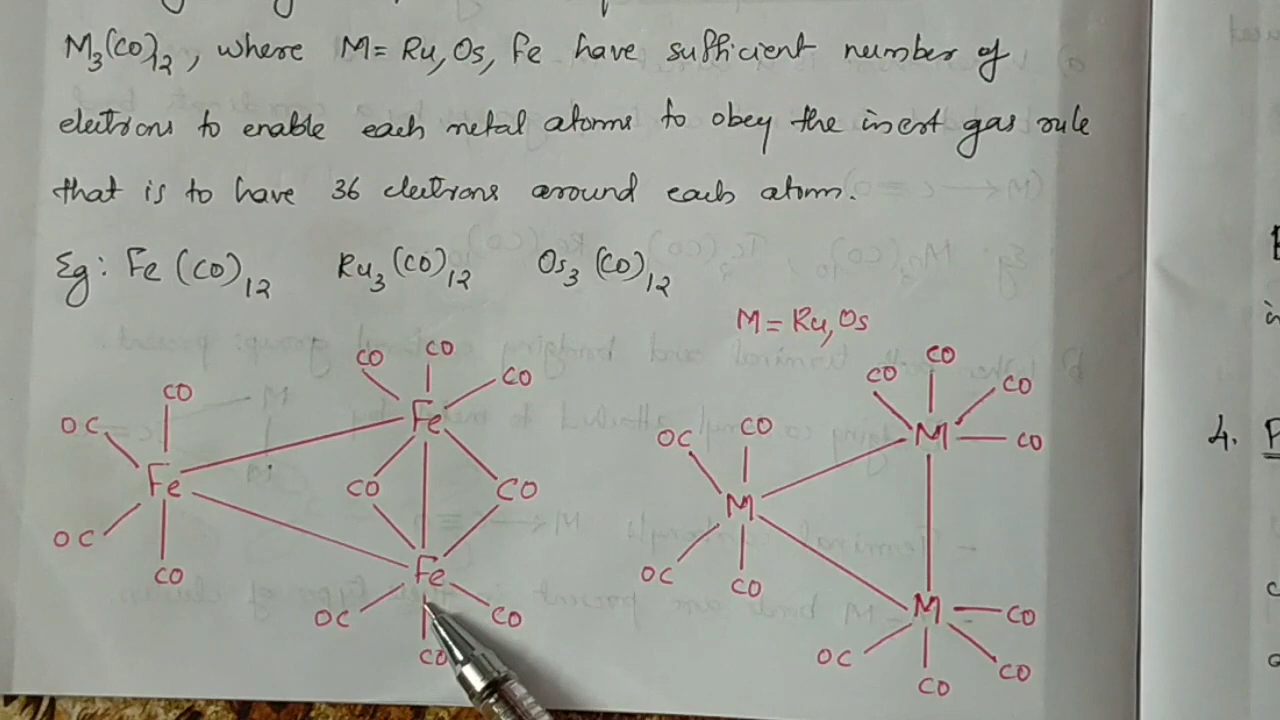 M₃(CO)₁₂, where M = Ru, Os, Fe have sufficient number of
electrons to enable each metal atoms to obey the inert gas rule
that is to have 36 electrons around each atom.
Eg: Fe (CO)₁₂ Ru₃ (CO)₁₂ Os₃ (CO)₁₂
M = Ru, Os
CO CO CO
CO
OC Fe
Fe
CO CO
OC
CO
Fe
OC CO
CO
CO CO CO
OC CO M CO
M
OC CO
M CO
OC CO
CO
4.